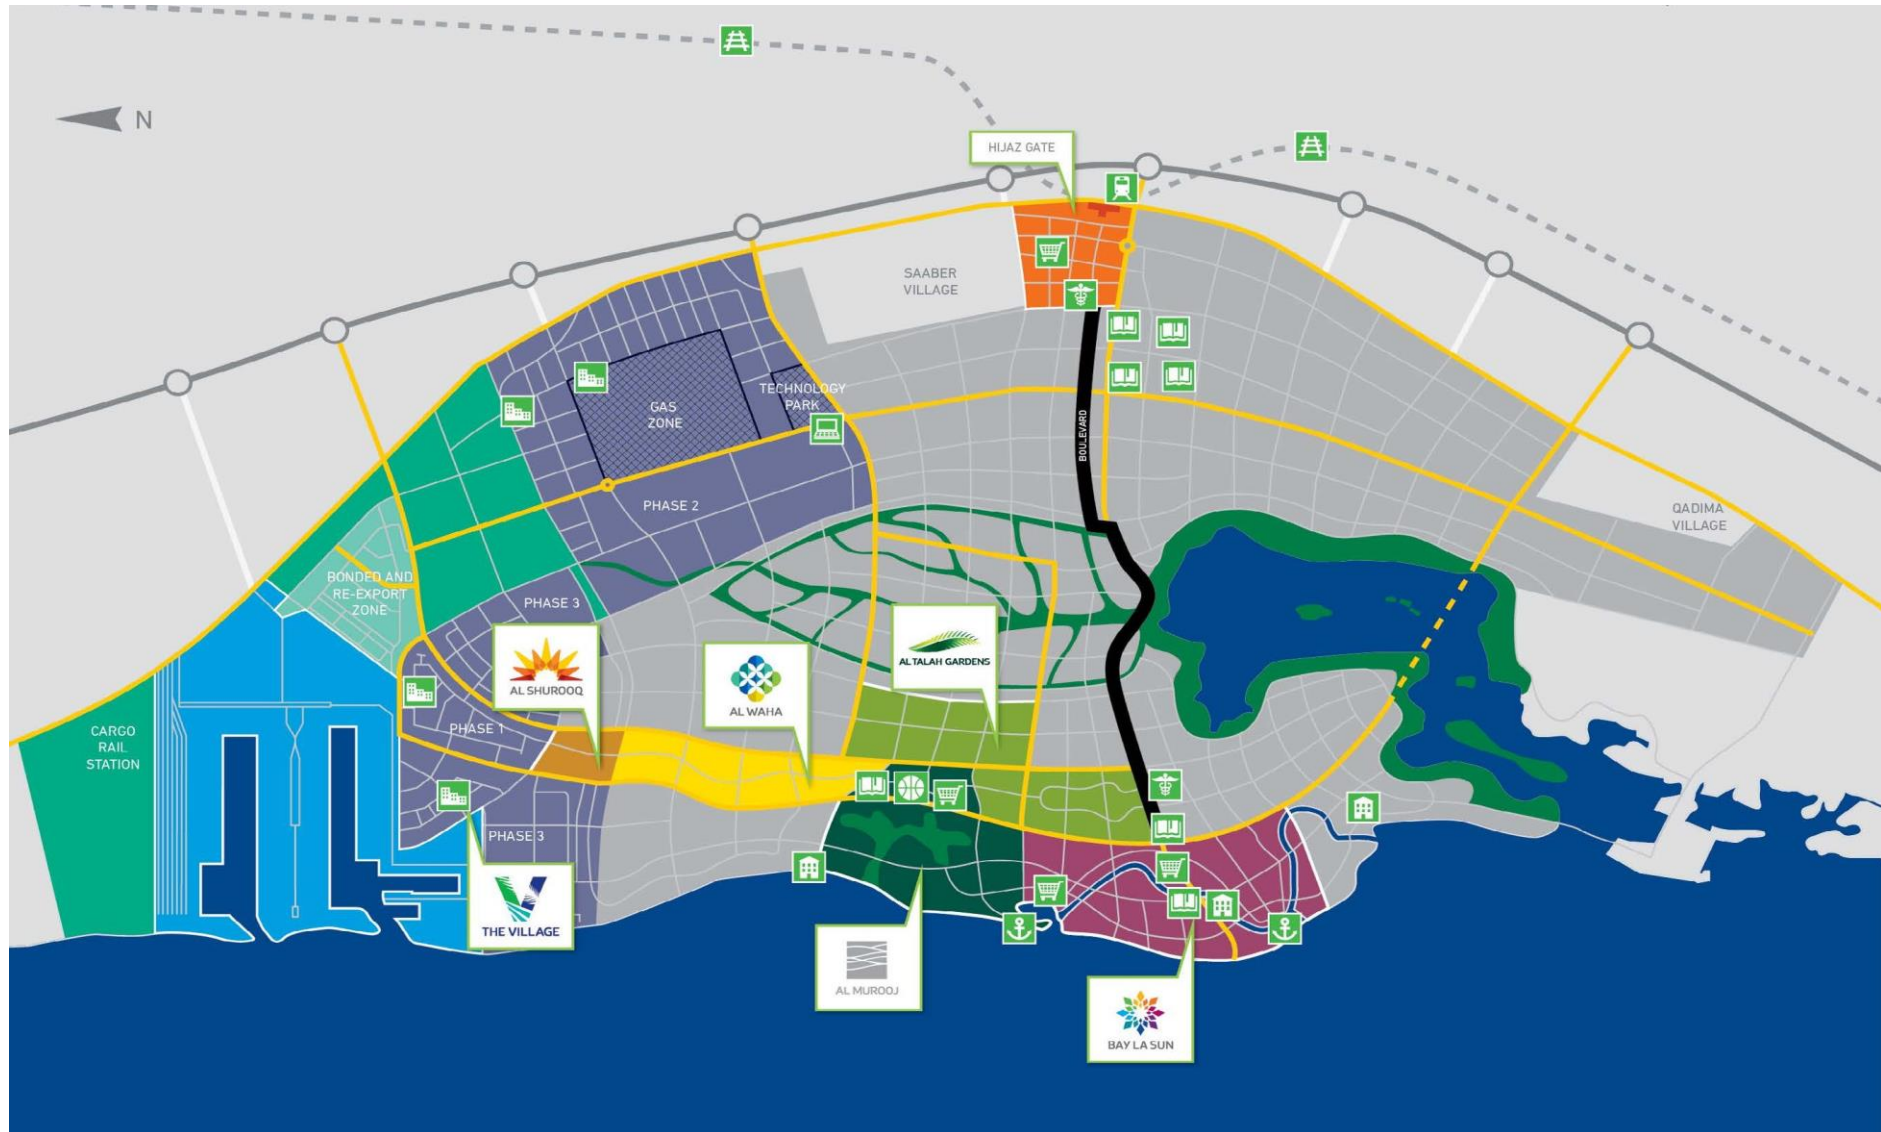 N
HIJAZ GATE
SAABER
VILLAGE
TECHNOLOGY
PARK
GAS
ZONE
BOULEVARD
PHASE 2
QADIMA
VILLAGE
BONDED AND
RE-EXPORT
ZONE
PHASE 3
AL SHUROOQ
AL WAHA
AL TALAH GARDENS
CARGO
RAIL
STATION
PHASE 1
PHASE 3
THE VILLAGE
AL MUROOJ
BAY LA SUN